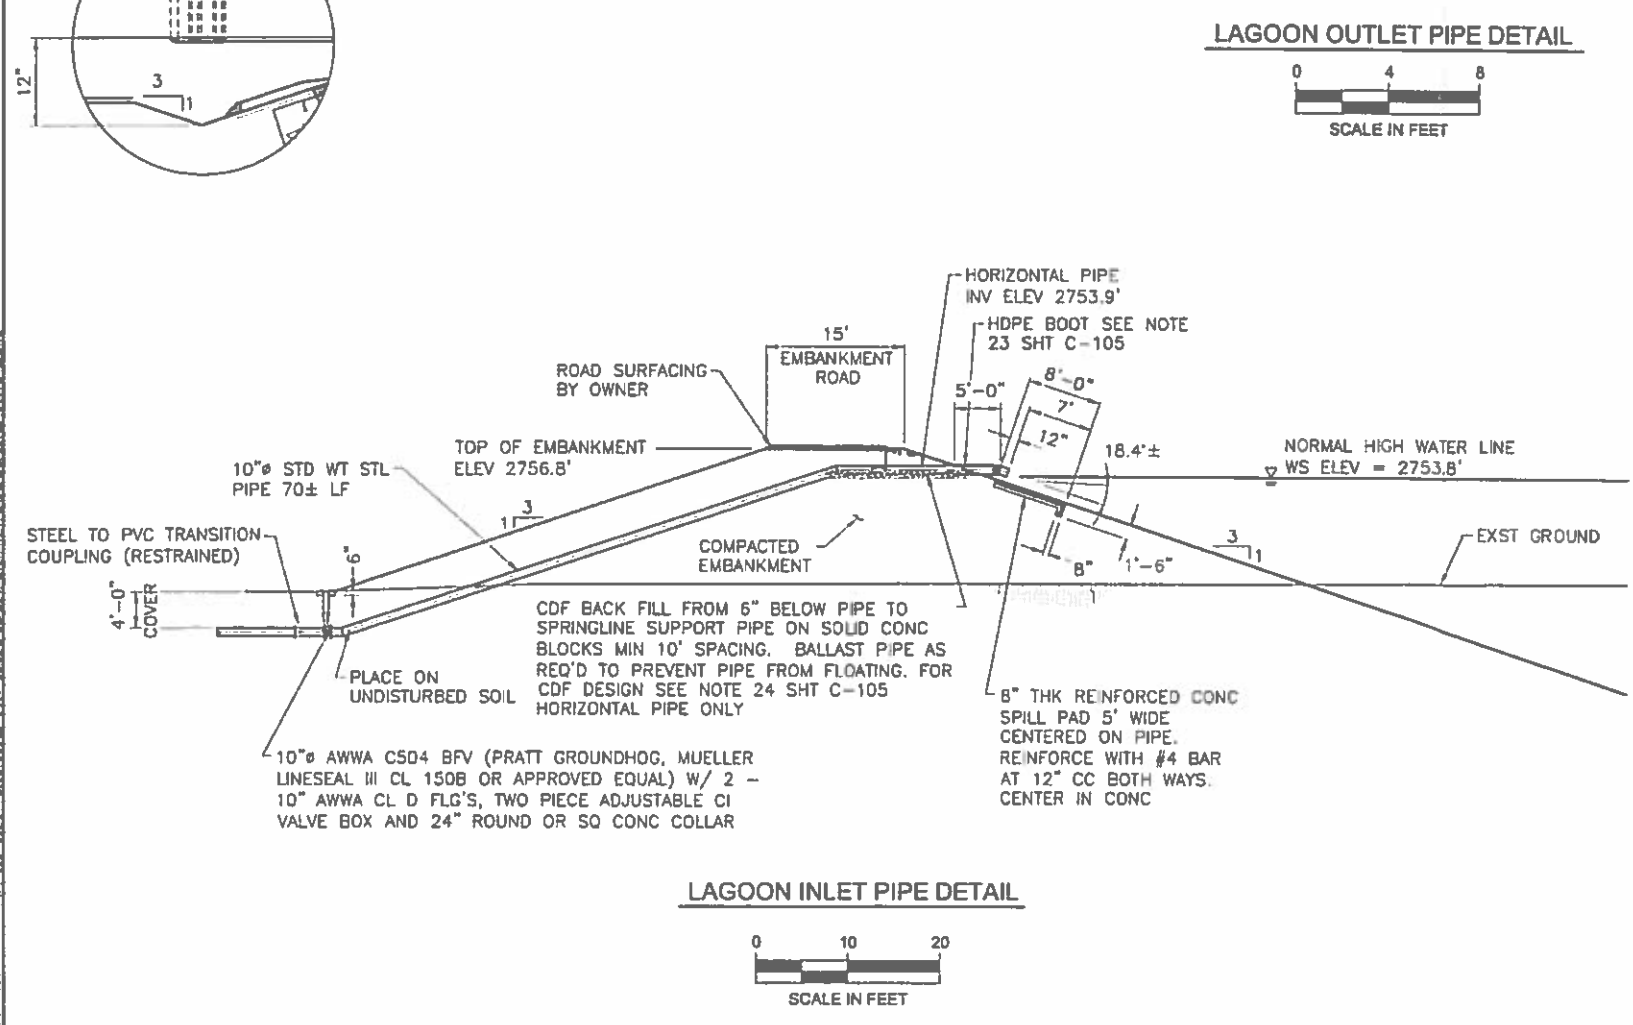 12"
3
1
LAGOON OUTLET PIPE DETAIL
0 4 8
SCALE IN FEET
HORIZONTAL PIPE
INV ELEV 2753.9'
HDPE BOOT SEE NOTE
23 SHT C-105
15'
EMBANKMENT
ROAD
ROAD SURFACING
BY OWNER
8'-0"
7'
5'-0"
12"
18.4°±
TOP OF EMBANKMENT
ELEV 2756.8'
NORMAL HIGH WATER LINE
WS ELEV = 2753.8'
10"ø STD WT STL
PIPE 70± LF
3
1
STEEL TO PVC TRANSITION
COUPLING (RESTRAINED)
COMPACTED
EMBANKMENT
3
1
EXST GROUND
6"
8"
1'-6"
4'-0"
COVER
CDF BACK FILL FROM 6" BELOW PIPE TO
SPRINGLINE SUPPORT PIPE ON SOLID CONC
BLOCKS MIN 10' SPACING. BALLAST PIPE AS
REQ'D TO PREVENT PIPE FROM FLOATING. FOR
CDF DESIGN SEE NOTE 24 SHT C-105
HORIZONTAL PIPE ONLY
PLACE ON
UNDISTURBED SOIL
8" THK REINFORCED CONC
SPILL PAD 5' WIDE
CENTERED ON PIPE.
REINFORCE WITH #4 BAR
AT 12" CC BOTH WAYS.
CENTER IN CONC
10"ø AWWA C504 BFV (PRATT GROUNDHOG, MUELLER
LINESEAL III CL 150B OR APPROVED EQUAL) W/ 2 -
10" AWWA CL D FLG'S, TWO PIECE ADJUSTABLE CI
VALVE BOX AND 24" ROUND OR SQ CONC COLLAR
LAGOON INLET PIPE DETAIL
0 10 20
SCALE IN FEET